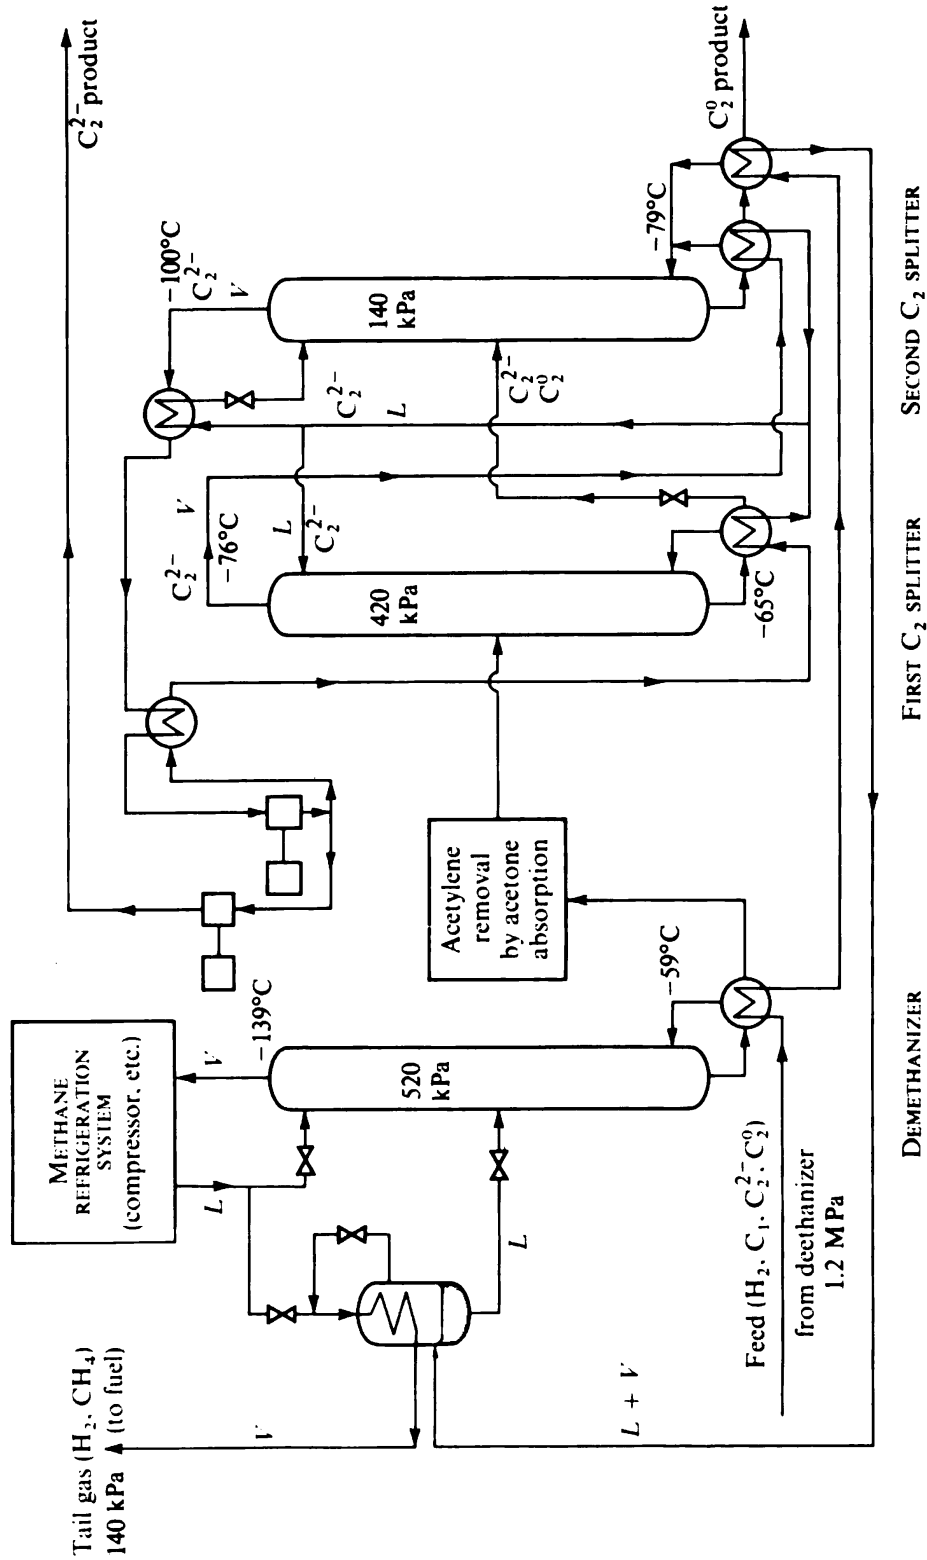 Tail gas (H₂, CH₄)
140 kPa (to fuel)
V
METHANE
REFRIGERATION
SYSTEM
(compressor, etc.)
L
V
−139°C
520
kPa
L
L + V
Feed (H₂, C₁, C₂²⁻, C₂⁰)
from deethanizer
1.2 MPa
−59°C
DEMETHANIZER
Acetylene
removal
by acetone
absorption
C₂²⁻
V
−76°C
420
kPa
L
C₂²⁻
−65°C
FIRST C₂ SPLITTER
−100°C
C₂²⁻
V
140
kPa
C₂²⁻
L
C₂²⁻
C₂⁰
−79°C
SECOND C₂ SPLITTER
C₂²⁻ product
C₂⁰ product